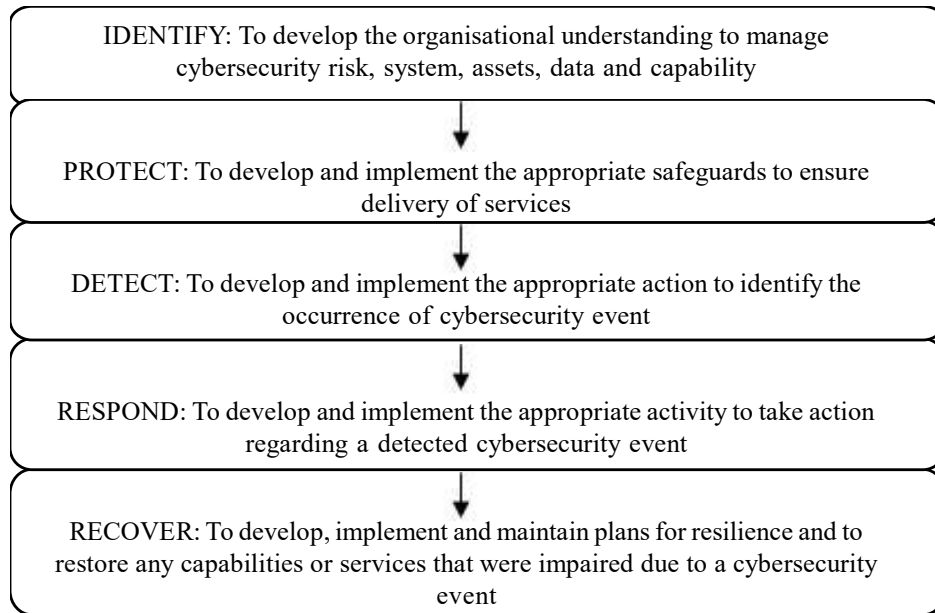 IDENTIFY: To develop the organisational understanding to manage
cybersecurity risk, system, assets, data and capability
PROTECT: To develop and implement the appropriate safeguards to ensure
delivery of services
DETECT: To develop and implement the appropriate action to identify the
occurrence of cybersecurity event
RESPOND: To develop and implement the appropriate activity to take action
regarding a detected cybersecurity event
RECOVER: To develop, implement and maintain plans for resilience and to
restore any capabilities or services that were impaired due to a cybersecurity
event